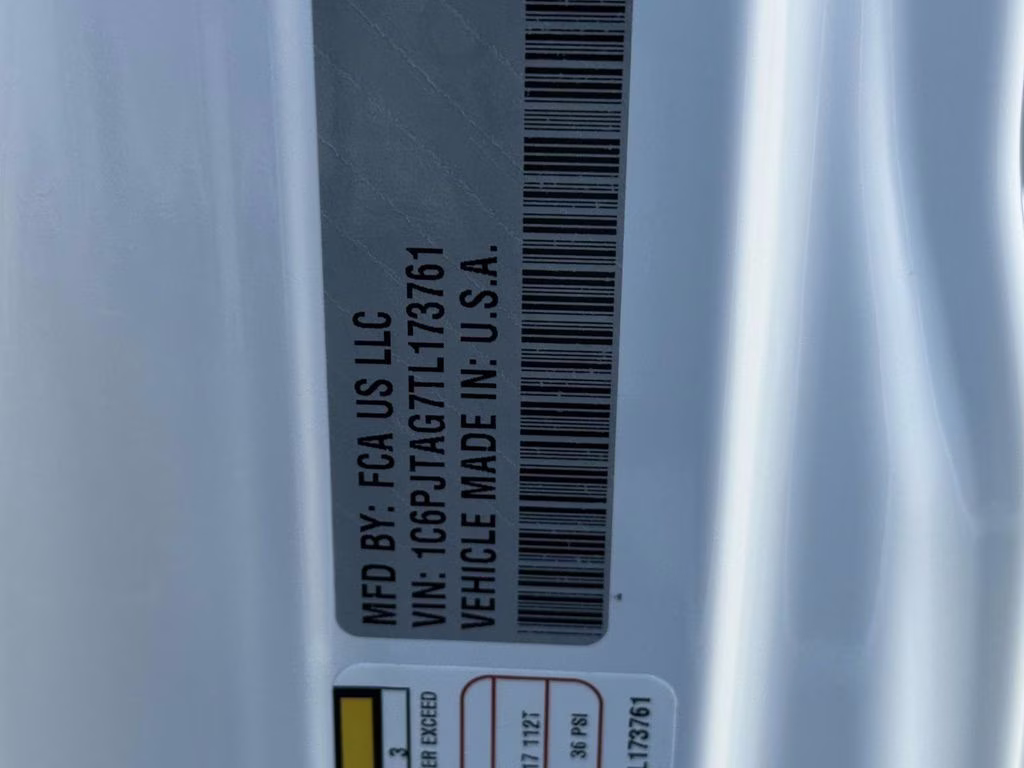 MFD BY: FCA US LLC
VIN: 1C6PJTAG7TL173761
VEHICLE MADE IN: U.S.A.
3
ER EXCEED
17 112T
36 PSI
L173761